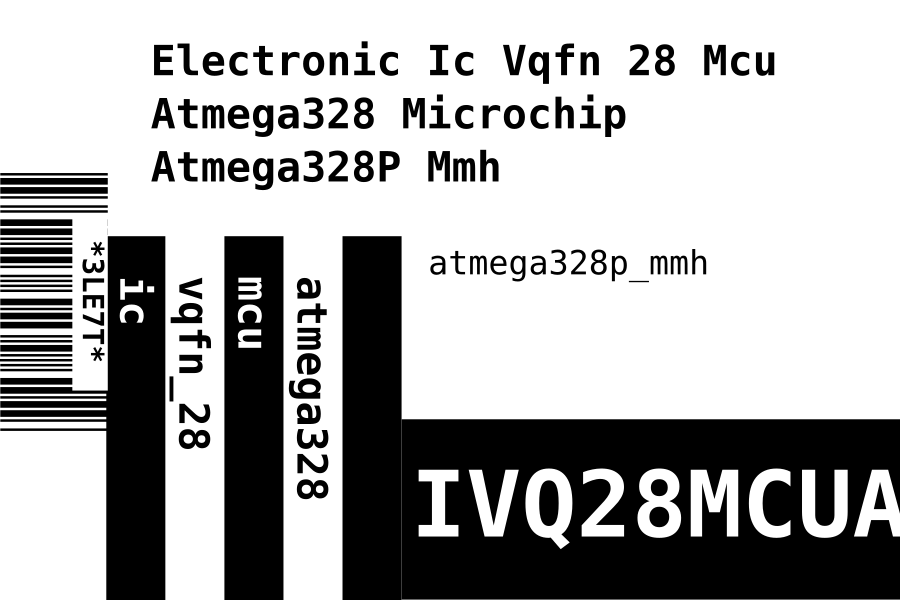 Electronic Ic Vqfn 28 Mcu
Atmega328 Microchip
Atmega328P Mmh
*3LE7T*
ic
vqfn_28
mcu
atmega328
atmega328p_mmh
IVQ28MCUA